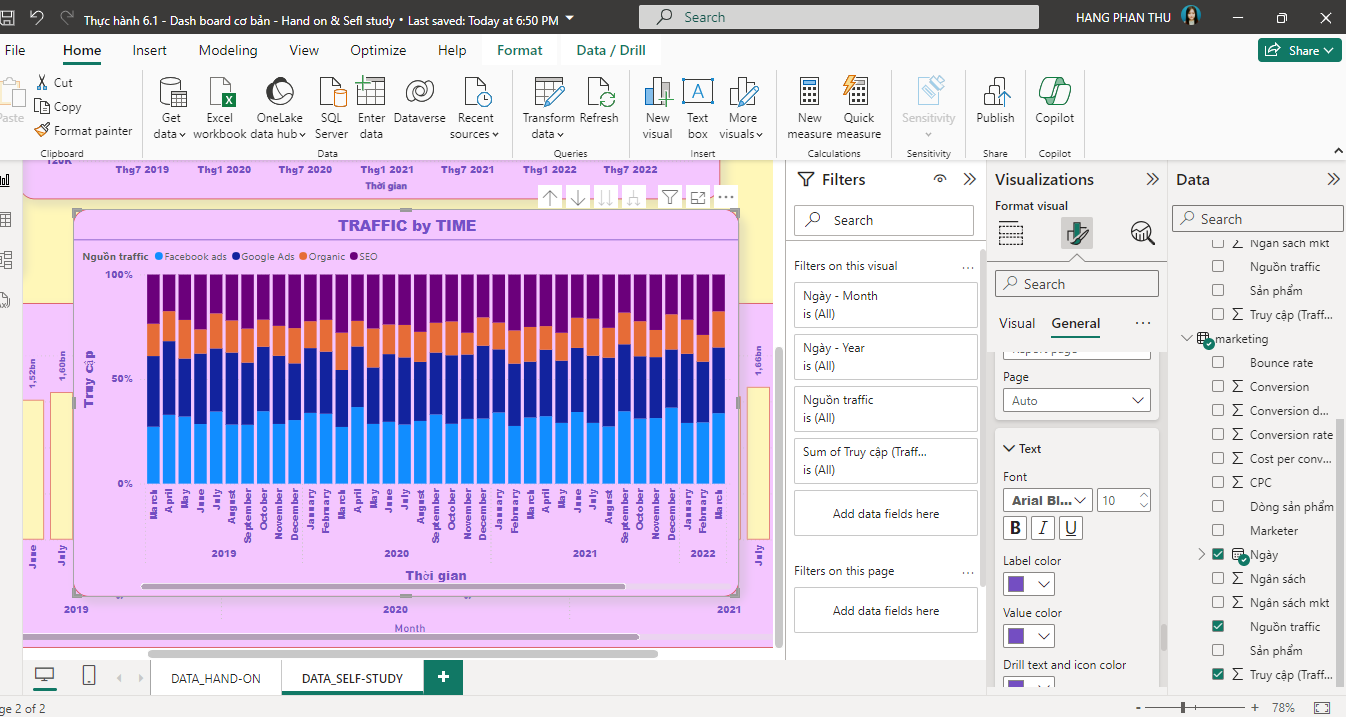 Thực hành 6.1 - Dash board cơ bản - Hand on & Sefl study • Last saved: Today at 6:50 PM
Search
HANG PHAN THU
File
Home
Insert
Modeling
View
Optimize
Help
Format
Data / Drill
Share
Paste
Cut
Copy
Format painter
Get data
Excel workbook
OneLake data hub
SQL Server
Enter data
Dataverse
Recent sources
Transform data
Refresh
New visual
Text box
More visuals
New measure
Quick measure
Sensitivity
Publish
Copilot
Clipboard
Data
Queries
Insert
Calculations
Sensitivity
Share
Copilot
120K
Thg7 2019
Thg1 2020
Thg7 2020
Thg1 2021
Thg7 2021
Thg1 2022
Thg7 2022
Thời gian
TRAFFIC by TIME
Nguồn traffic
Facebook ads
Google Ads
Organic
SEO
100%
50%
0%
Truy cập
March
April
May
June
July
August
September
October
November
December
January
February
March
April
May
June
July
August
September
October
November
December
January
February
March
April
May
June
July
August
September
October
November
December
January
February
March
2019
2020
2021
2022
Thời gian
1,52bn
1,60bn
1,66bn
June
July
July
2019
2020
2021
Month
DATA_HAND-ON
DATA_SELF-STUDY
ge 2 of 2
78%
Filters
Search
Filters on this visual
Ngày - Month
is (All)
Ngày - Year
is (All)
Nguồn traffic
is (All)
Sum of Truy cập (Traff...
is (All)
Add data fields here
Filters on this page
Add data fields here
Visualizations
Format visual
Search
Visual
General
Report page
Page
Auto
Text
Font
Arial Bl...
10
B
I
U
Label color
Value color
Drill text and icon color
Data
Search
Ngân sách mkt
Nguồn traffic
Sản phẩm
Truy cập (Traff...
marketing
Bounce rate
Conversion
Conversion d...
Conversion rate
Cost per conv...
CPC
Dòng sản phẩm
Marketer
Ngày
Ngân sách
Ngân sách mkt
Nguồn traffic
Sản phẩm
Truy cập (Traff...